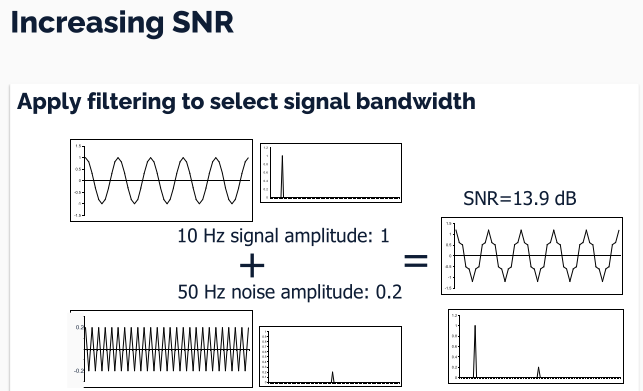 Increasing SNR
Apply filtering to select signal bandwidth
SNR=13.9 dB
10 Hz signal amplitude: 1
+
=
50 Hz noise amplitude: 0.2
0.2
-0.2